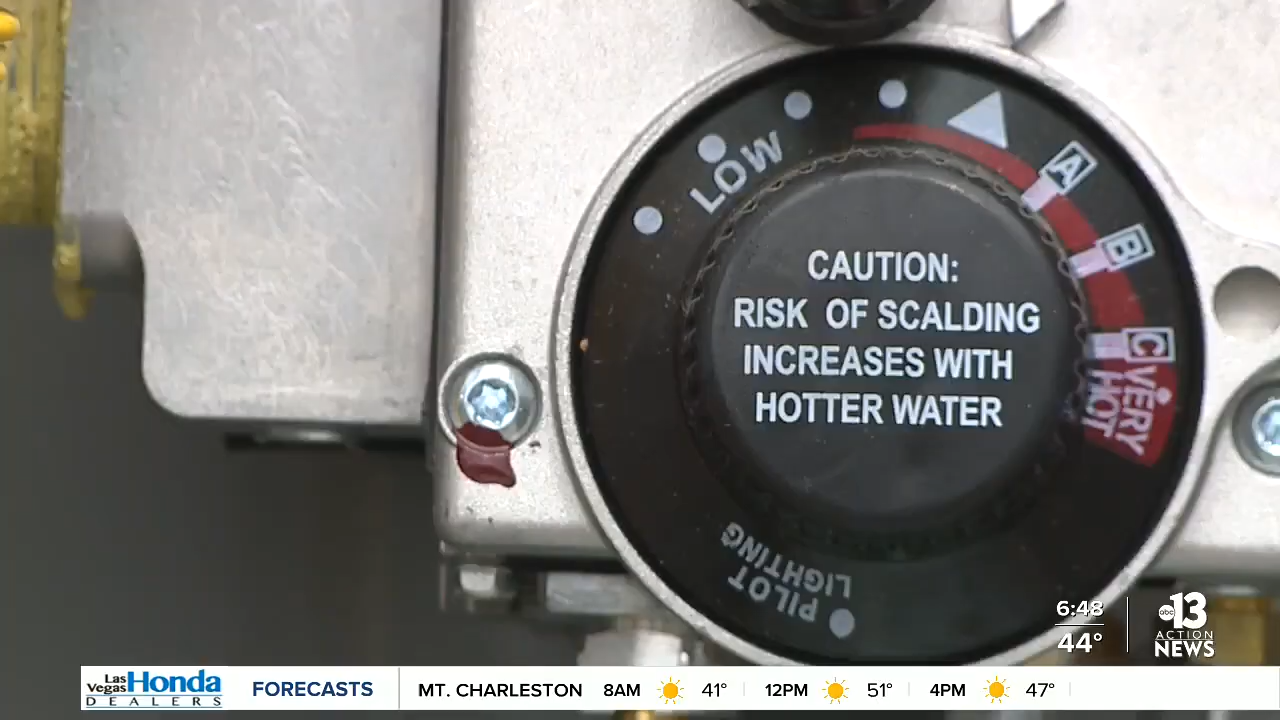 LOW
A
B
C
VERY
HOT
CAUTION:
RISK OF SCALDING
INCREASES WITH
HOTTER WATER
PILOT
LIGHTING
6:48
44°
abc 13
ACTION
NEWS
Las Vegas Honda
DEALERS
FORECASTS
MT. CHARLESTON 8AM 41° 12PM 51° 4PM 47°